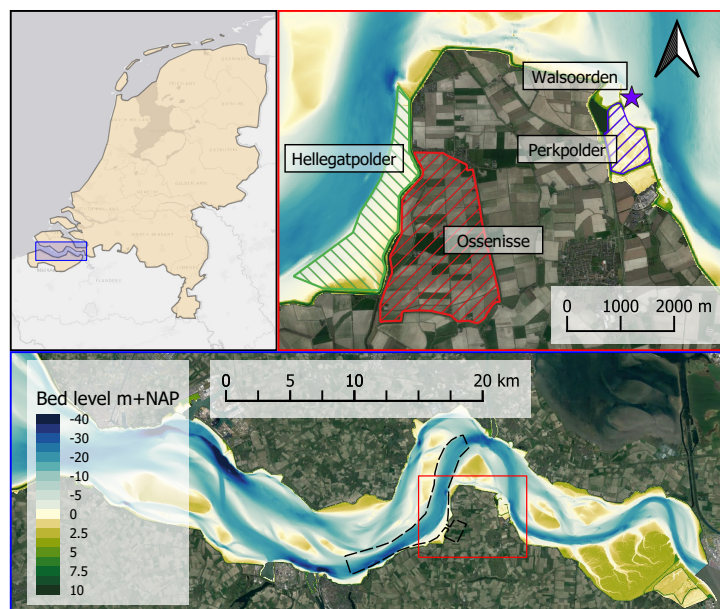 Walsoorden
Hellegatpolder
Perkpolder
Ossenisse
0 1000 2000 m
Bed level m+NAP
-40
-30
-20
-10
-5
0
2.5
5
7.5
10
0 5 10 20 km